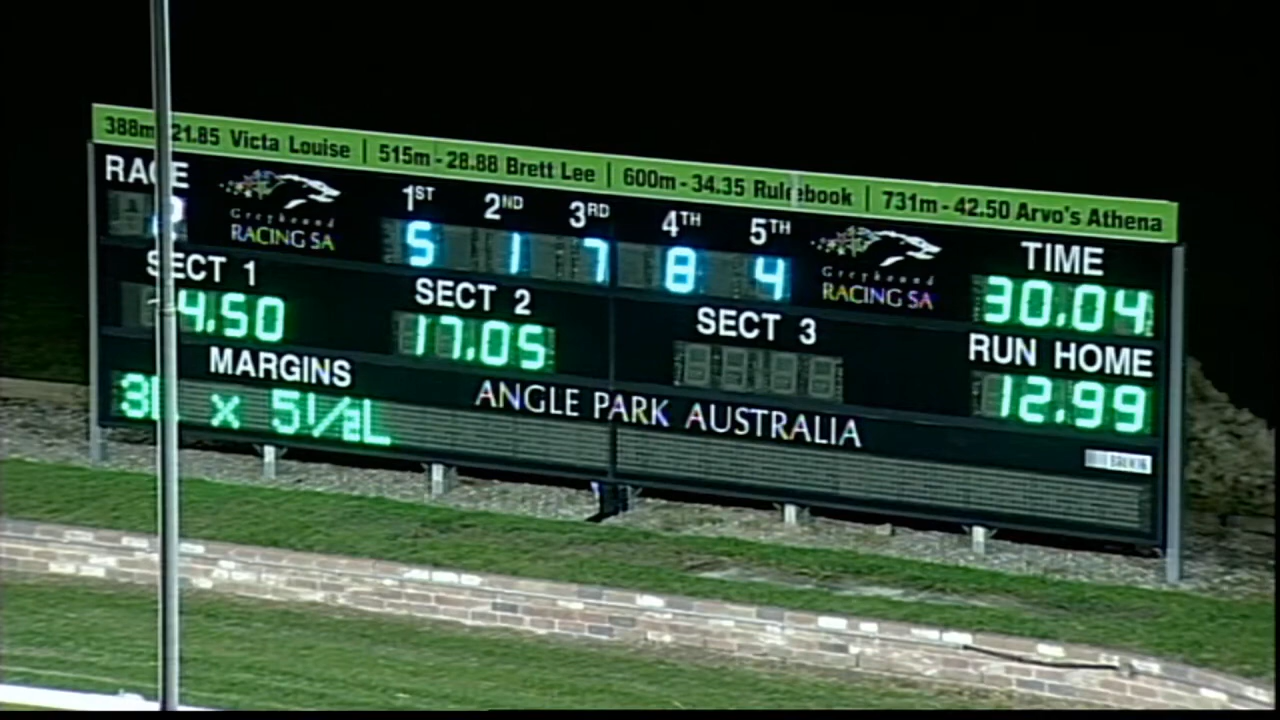 388m 21.85 Victa Louise | 515m - 28.88 Brett Lee | 600m - 34.35 Rulebook | 731m - 42.50 Arvo's Athena
RACE
Greyhound
RACING SA
1ST 2ND 3RD 4TH 5TH
5 1 7 8 4
Greyhound
RACING SA
TIME
30.04
SECT 1
4.50
SECT 2
17.05
SECT 3
RUN HOME
12.99
MARGINS
3L x 5 1/2L
ANGLE PARK AUSTRALIA